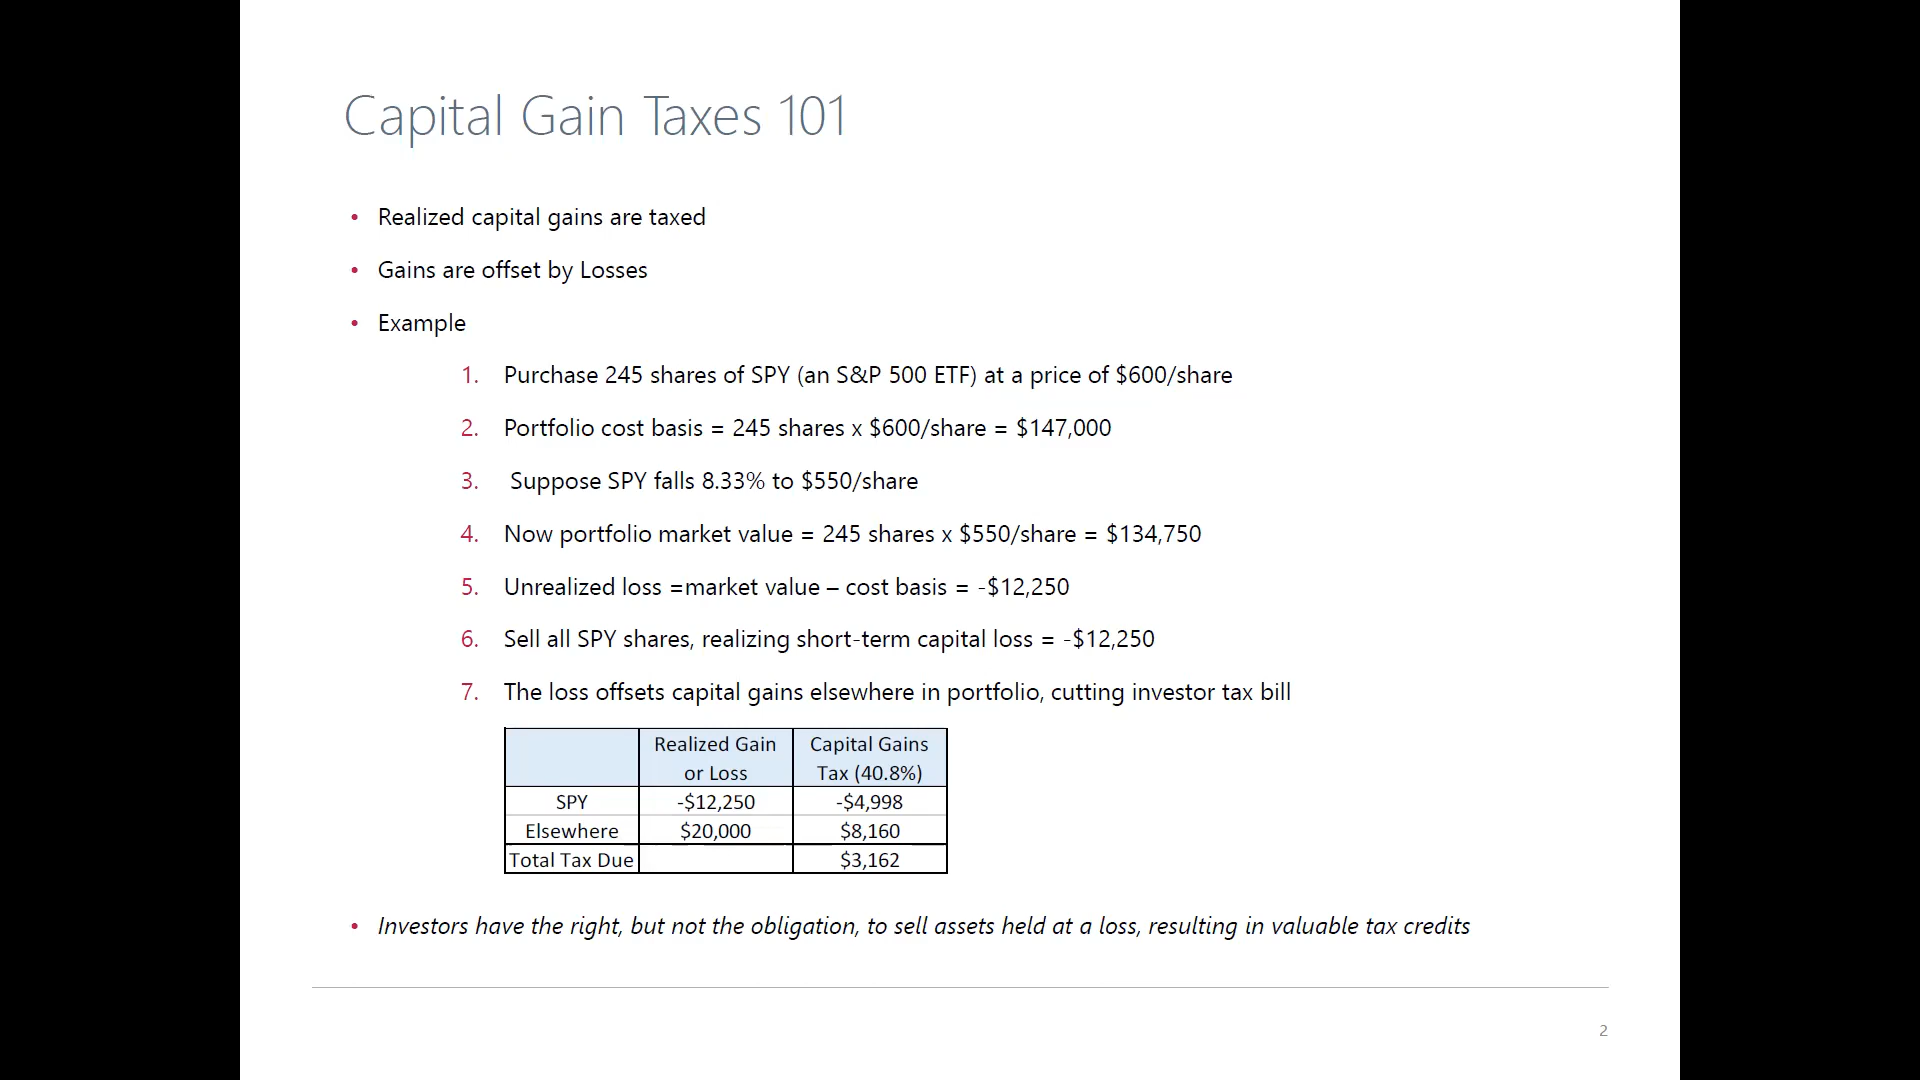 Capital Gain Taxes 101
• Realized capital gains are taxed
• Gains are offset by Losses
• Example
1. Purchase 245 shares of SPY (an S&P 500 ETF) at a price of $600/share
2. Portfolio cost basis = 245 shares x $600/share = $147,000
3. Suppose SPY falls 8.33% to $550/share
4. Now portfolio market value = 245 shares x $550/share = $134,750
5. Unrealized loss =market value – cost basis = -$12,250
6. Sell all SPY shares, realizing short-term capital loss = -$12,250
7. The loss offsets capital gains elsewhere in portfolio, cutting investor tax bill
Realized Gain Capital Gains
or Loss Tax (40.8%)
SPY -$12,250 -$4,998
Elsewhere $20,000 $8,160
Total Tax Due $3,162
• Investors have the right, but not the obligation, to sell assets held at a loss, resulting in valuable tax credits
2